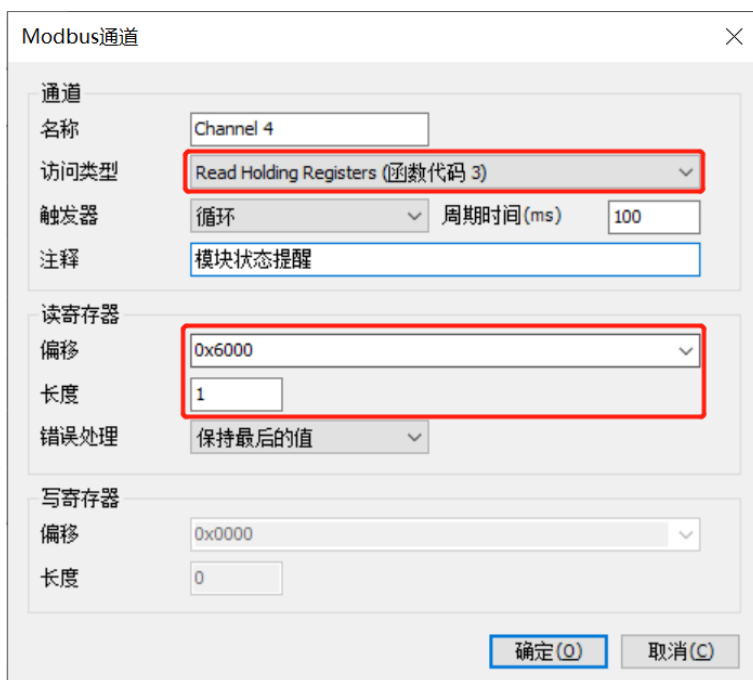 Modbus通道
通道
名称 Channel 4
访问类型 Read Holding Registers (函数代码 3)
触发器 循环 周期时间(ms) 100
注释 模块状态提醒
读寄存器
偏移 0x6000
长度 1
错误处理 保持最后的值
写寄存器
偏移 0x0000
长度 0
确定(O) 取消(C)